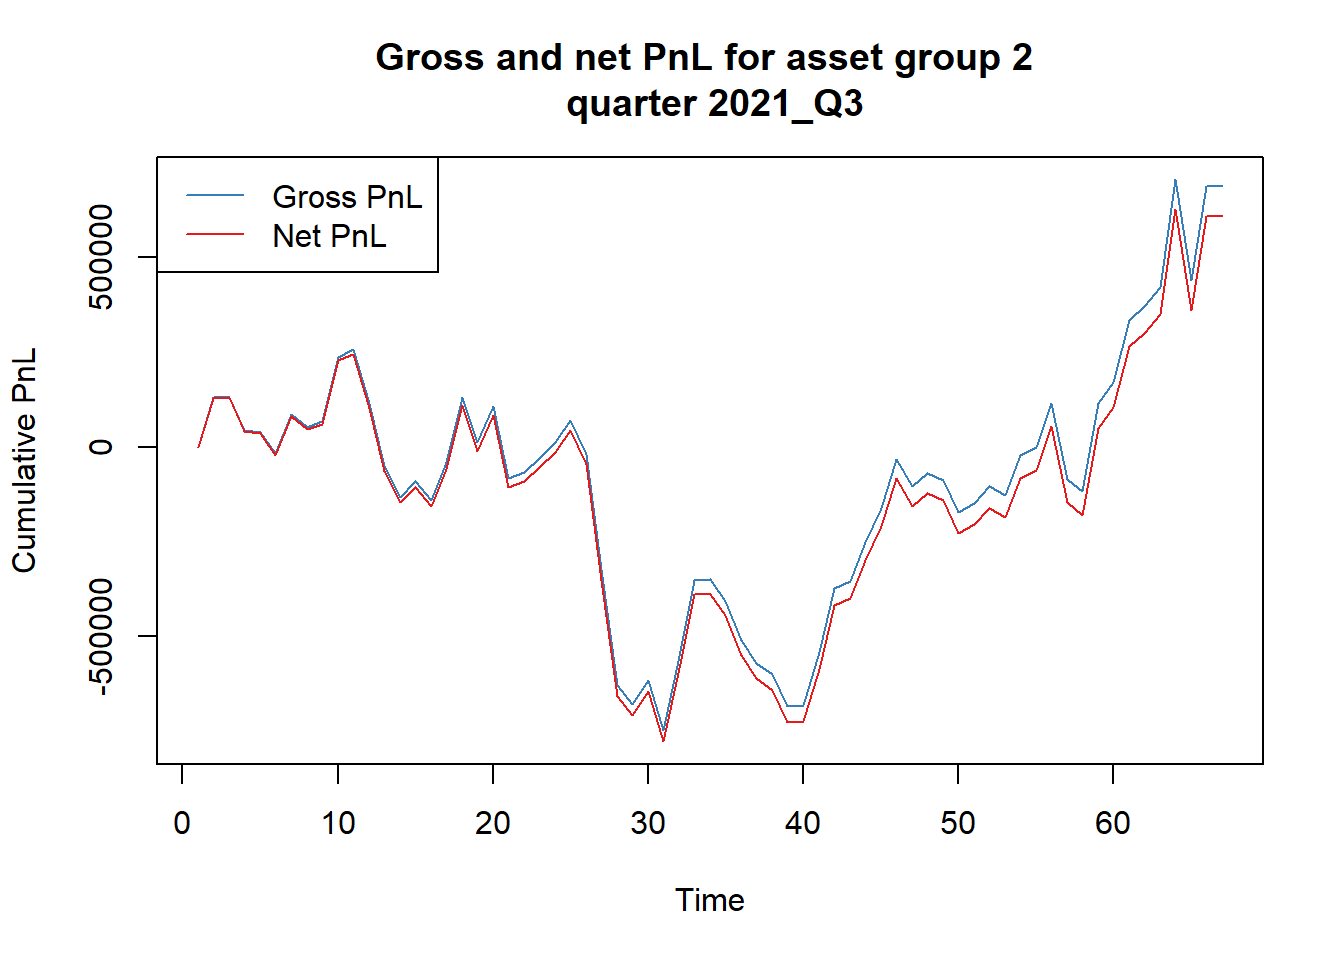 Gross and net PnL for asset group 2
quarter 2021_Q3
Gross PnL
Net PnL
Cumulative PnL
500000
0
-500000
0 10 20 30 40 50 60
Time